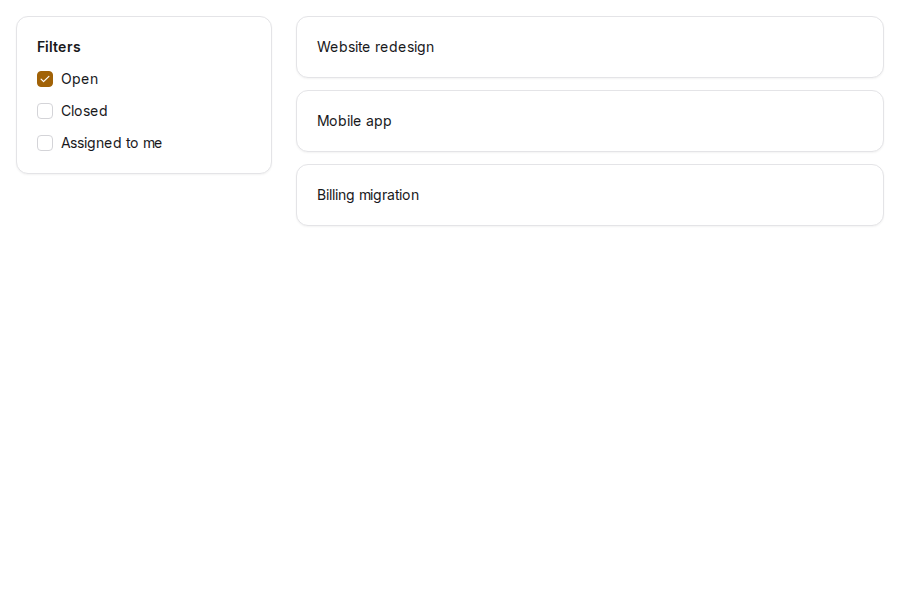 Filters
Open
Closed
Assigned to me
Website redesign
Mobile app
Billing migration